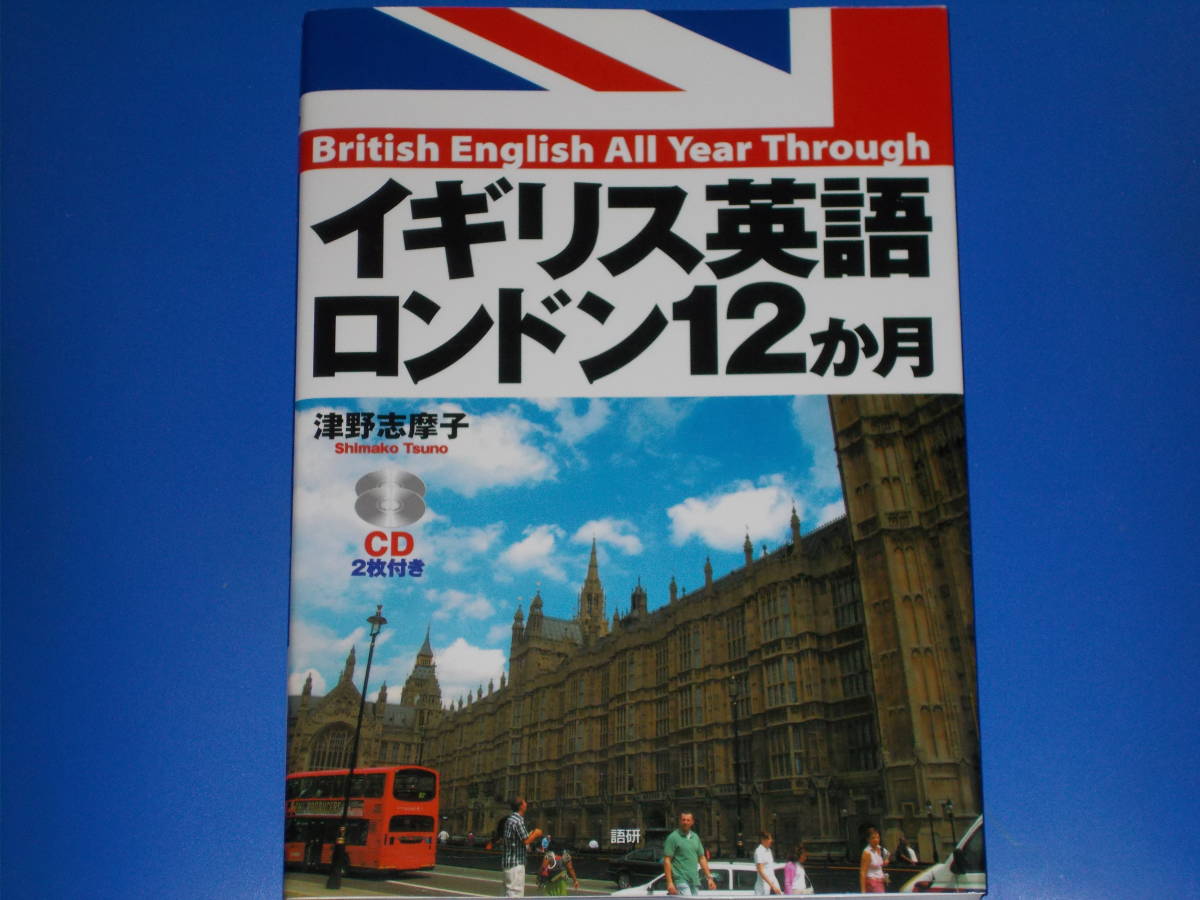 British English All Year Through
イギリス英語
ロンドン12か月
津野志摩子
Shimako Tsuno
CD
2枚付き
語研